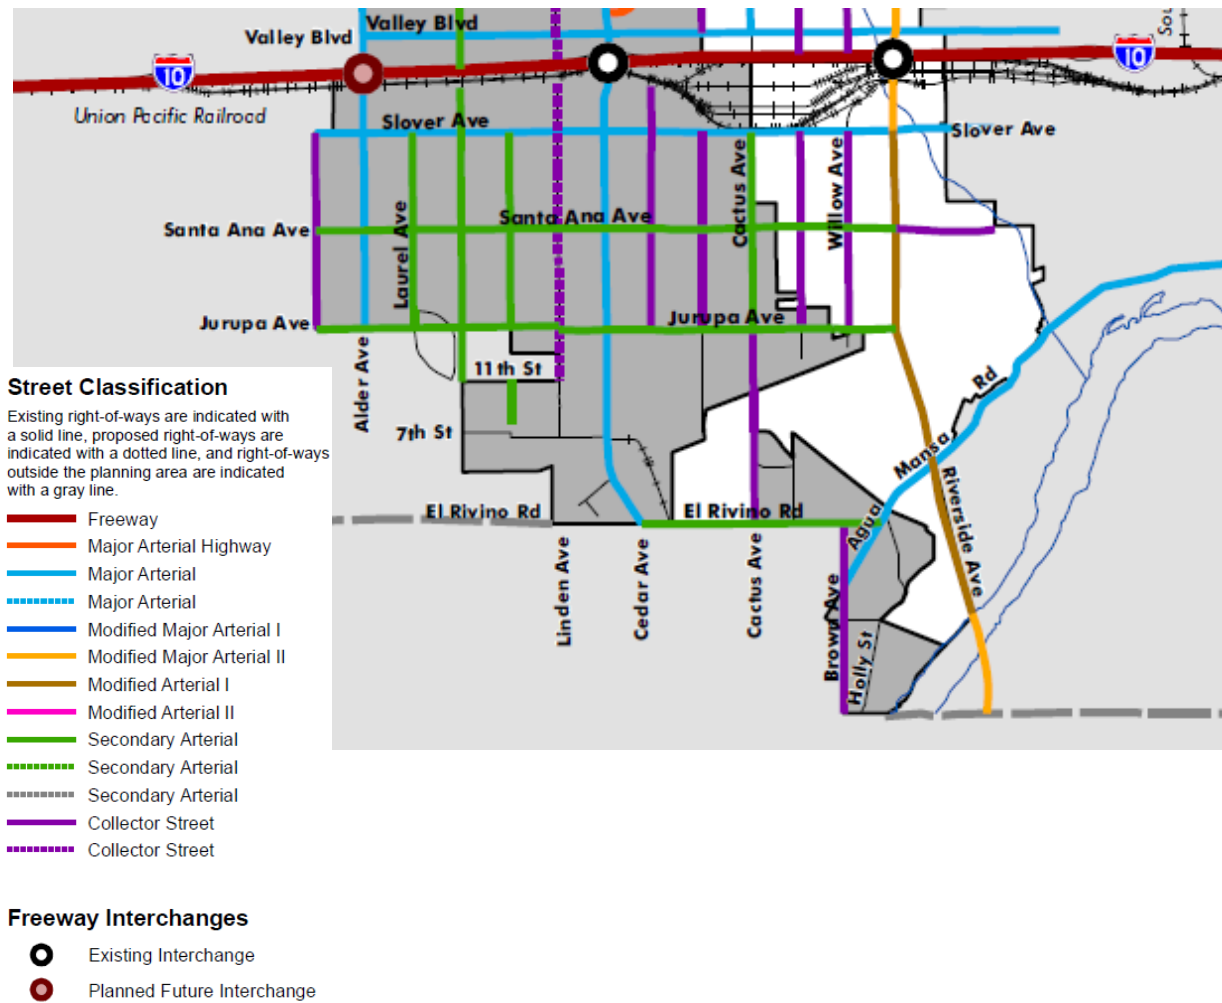 Valley Blvd
Valley Blvd
Sou
10
10
Union Pacific Railroad
Slover Ave
Slover Ave
Cactus Ave
Willow Ave
Santa Ana Ave
Santa Ana Ave
Laurel Ave
Jurupa Ave
Jurupa Ave
11th St
Alder Ave
7th St
Rd
Mansa
Agua
Riverside Ave
El Rivino Rd
El Rivino Rd
Linden Ave
Cedar Ave
Cactus Ave
Brown Ave
Holly St
Street Classification
Existing right-of-ways are indicated with
a solid line, proposed right-of-ways are
indicated with a dotted line, and right-of-ways
outside the planning area are indicated
with a gray line.
Freeway
Major Arterial Highway
Major Arterial
Major Arterial
Modified Major Arterial I
Modified Major Arterial II
Modified Arterial I
Modified Arterial II
Secondary Arterial
Secondary Arterial
Secondary Arterial
Collector Street
Collector Street
Freeway Interchanges
Existing Interchange
Planned Future Interchange